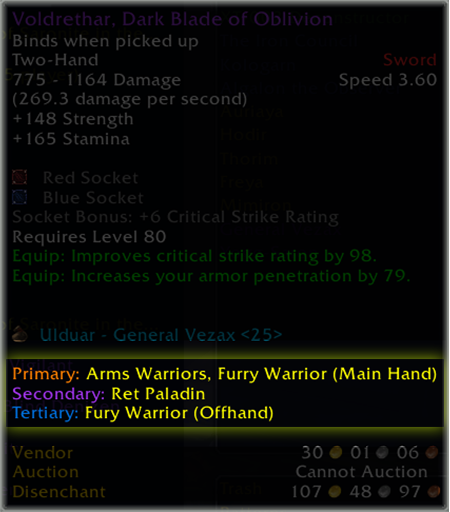 Voldrethar, Dark Blade of Oblivion
Binds when picked up
Two-Hand Sword
775 - 1164 Damage Speed 3.60
(269.3 damage per second)
+148 Strength
+165 Stamina
Red Socket
Blue Socket
Socket Bonus: +6 Critical Strike Rating
Requires Level 80
Equip: Improves critical strike rating by 98.
Equip: Increases your armor penetration by 79.
Ulduar - General Vezax <25>
Primary: Arms Warriors, Furry Warrior (Main Hand)
Secondary: Ret Paladin
Tertiary: Fury Warrior (Offhand)
Vendor 30 01 06
Auction Cannot Auction
Disenchant 107 48 97